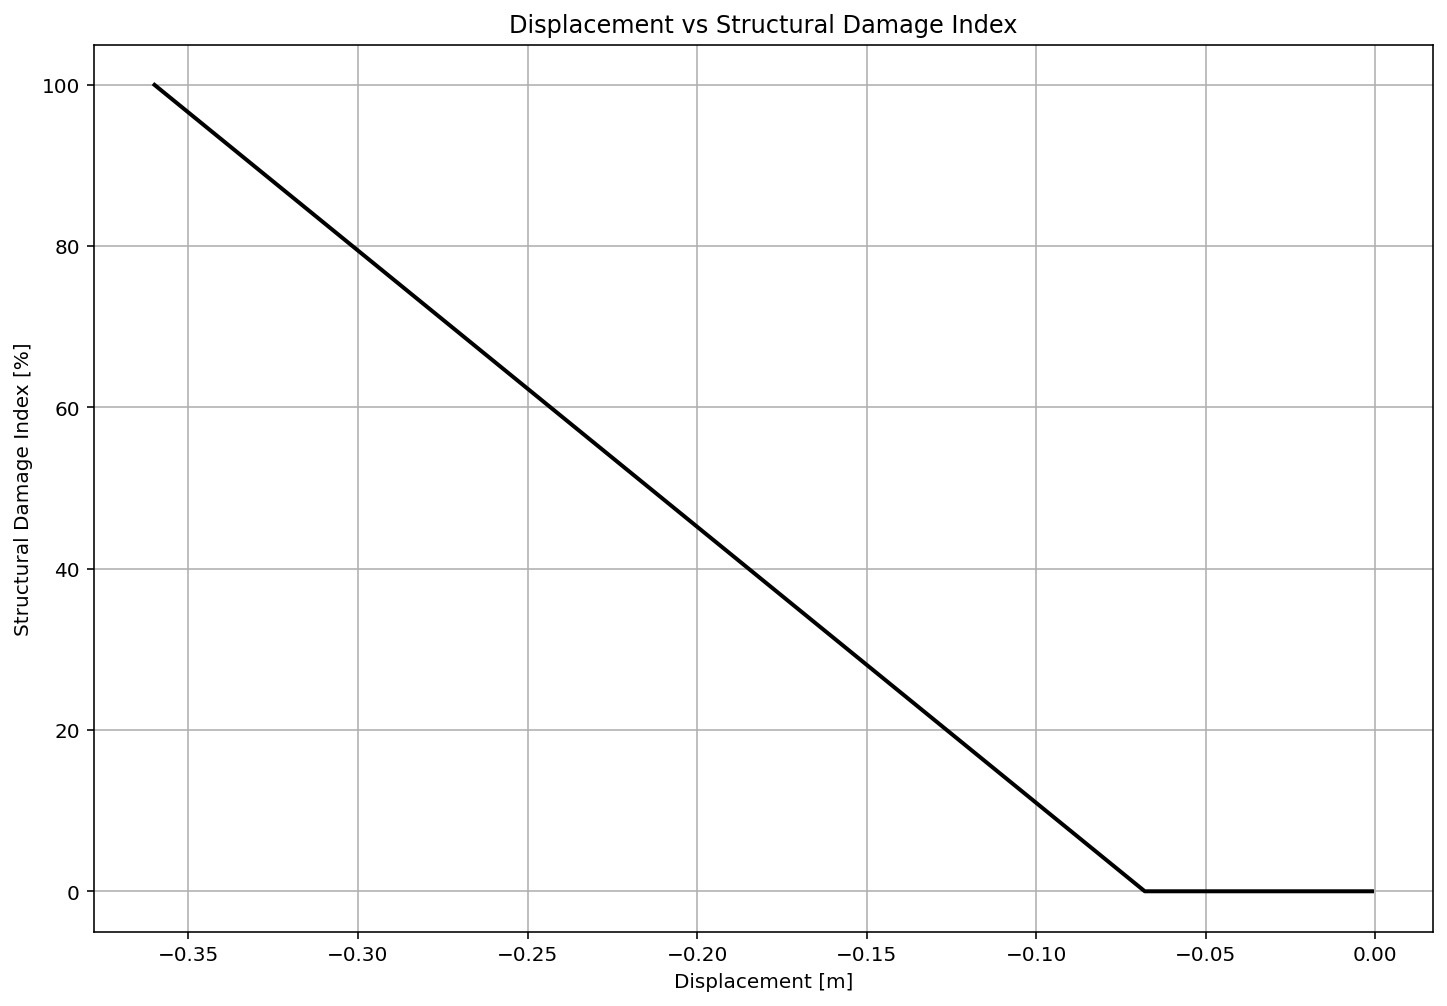 Displacement vs Structural Damage Index
100
80
60
40
20
0
Structural Damage Index [%]
−0.35 −0.30 −0.25 −0.20 −0.15 −0.10 −0.05 0.00
Displacement [m]